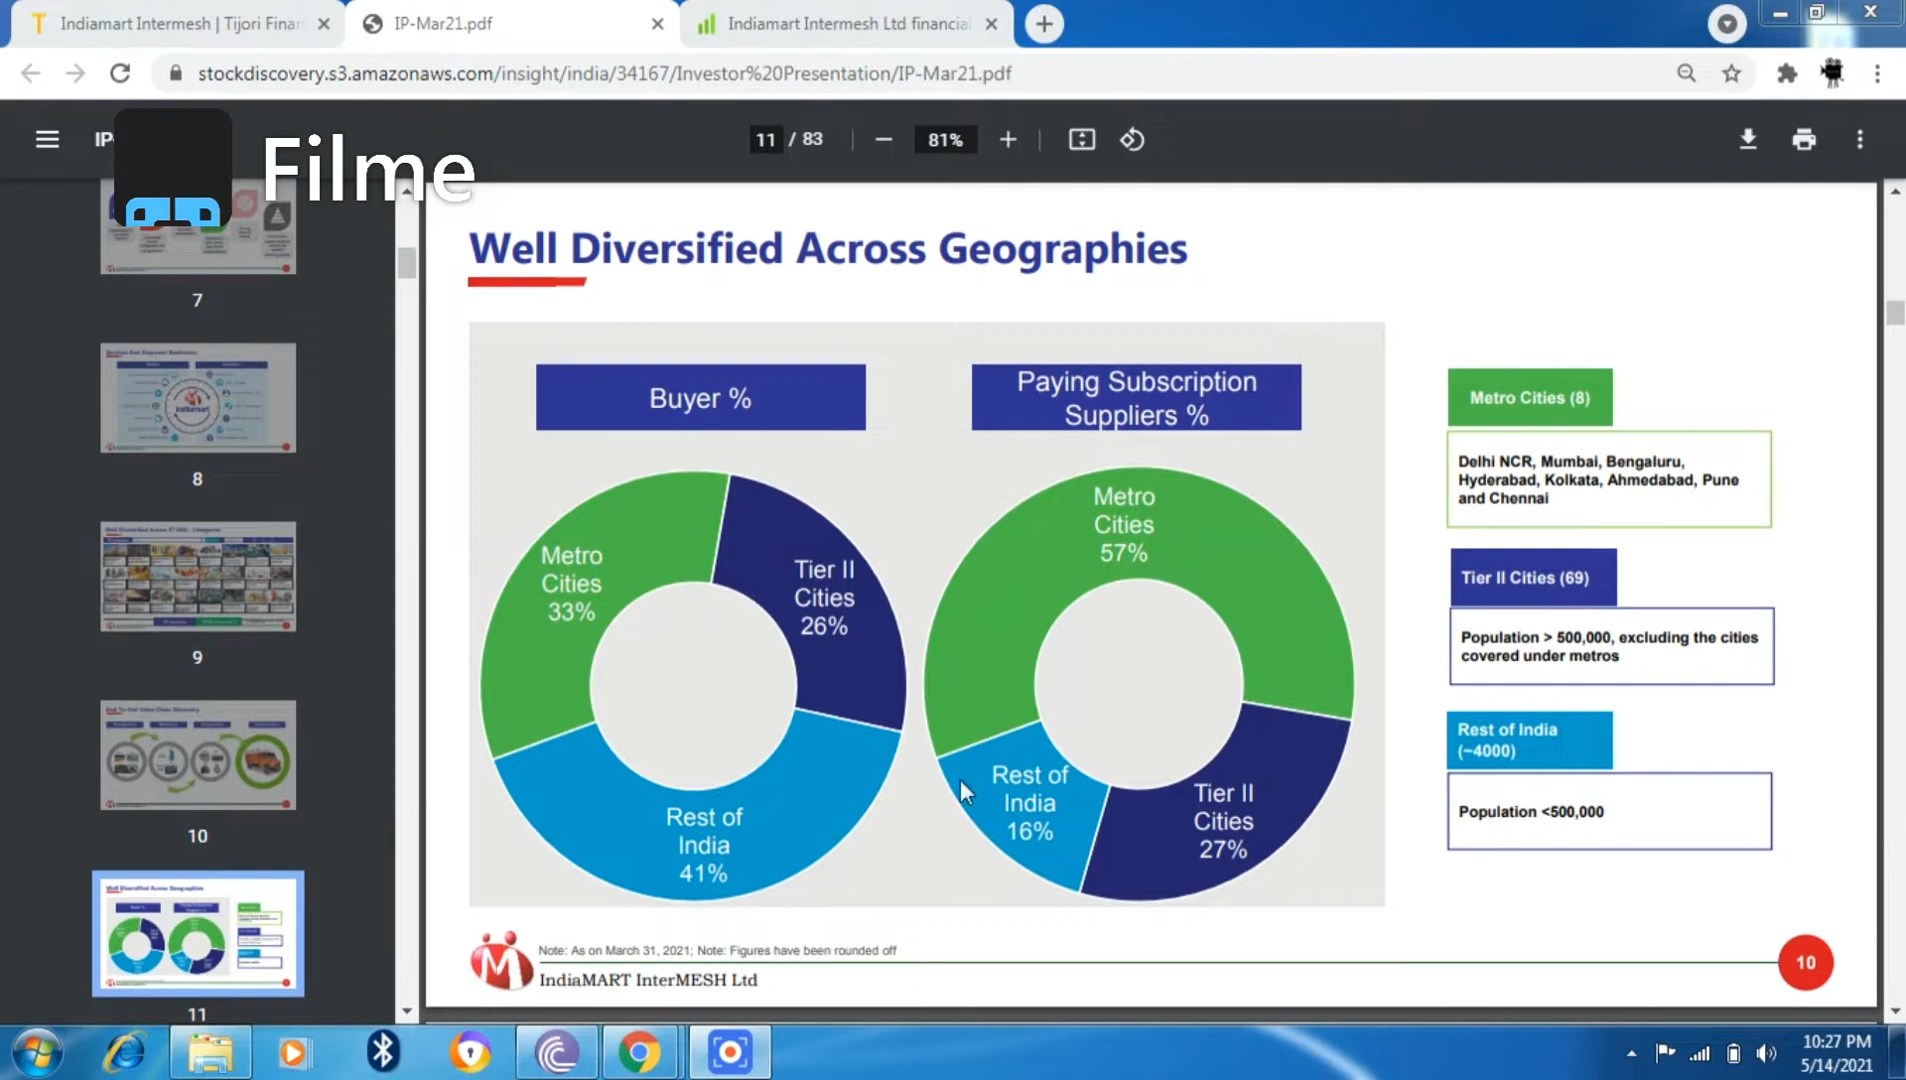 Indiamart Intermesh | Tijori Finan
IP-Mar21.pdf
Indiamart Intermesh Ltd financial
stockdiscovery.s3.amazonaws.com/insight/india/34167/Investor%20Presentation/IP-Mar21.pdf
IP-
11 / 83
81%
Filme
7
8
9
10
11
Well Diversified Across Geographies
Buyer %
Metro
Cities
33%
Tier II
Cities
26%
Rest of
India
41%
Paying Subscription
Suppliers %
Metro
Cities
57%
Rest of
India
16%
Tier II
Cities
27%
Metro Cities (8)
Delhi NCR, Mumbai, Bengaluru,
Hyderabad, Kolkata, Ahmedabad, Pune
and Chennai
Tier II Cities (69)
Population > 500,000, excluding the cities
covered under metros
Rest of India
(~4000)
Population <500,000
Note: As on March 31, 2021; Note: Figures have been rounded off
IndiaMART InterMESH Ltd
10
10:27 PM
5/14/2021